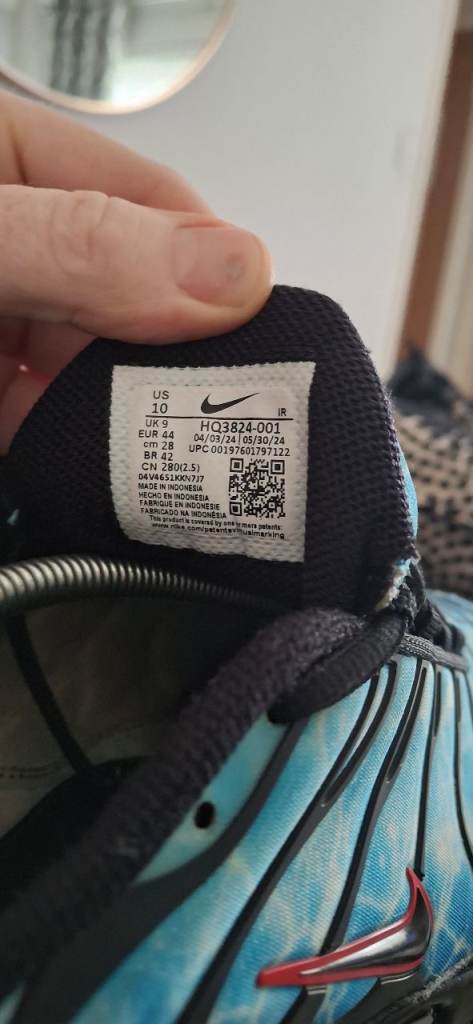 US
10
IR
UK 9
EUR 44
cm 28
BR 42
CN 280(2.5)
HQ3824-001
04/03/24 05/30/24
UPC 00197601797122
04V4651KKN7J7
MADE IN INDONESIA
HECHO EN INDONESIA
FABRIQUE EN INDONESIE
FABRICADO NA INDONÉSIA
This product is covered by one or more patents:
www.nike.com/patentsvirtualmarking